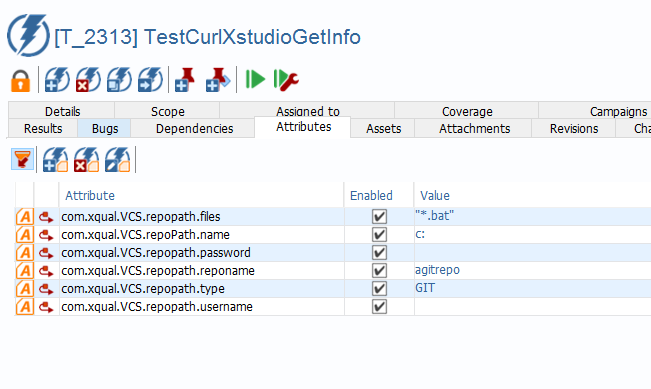 [T_2313] TestCurlXstudioGetInfo
Details Scope Assigned to Coverage Campaigns
Results Bugs Dependencies Attributes Assets Attachments Revisions Cha
Attribute Enabled Value
com.xqual.VCS.repopath.files "*.bat"
com.xqual.VCS.repoPath.name c:
com.xqual.VCS.repopath.password
com.xqual.VCS.repopath.reponame agitrepo
com.xqual.VCS.repopath.type GIT
com.xqual.VCS.repopath.username